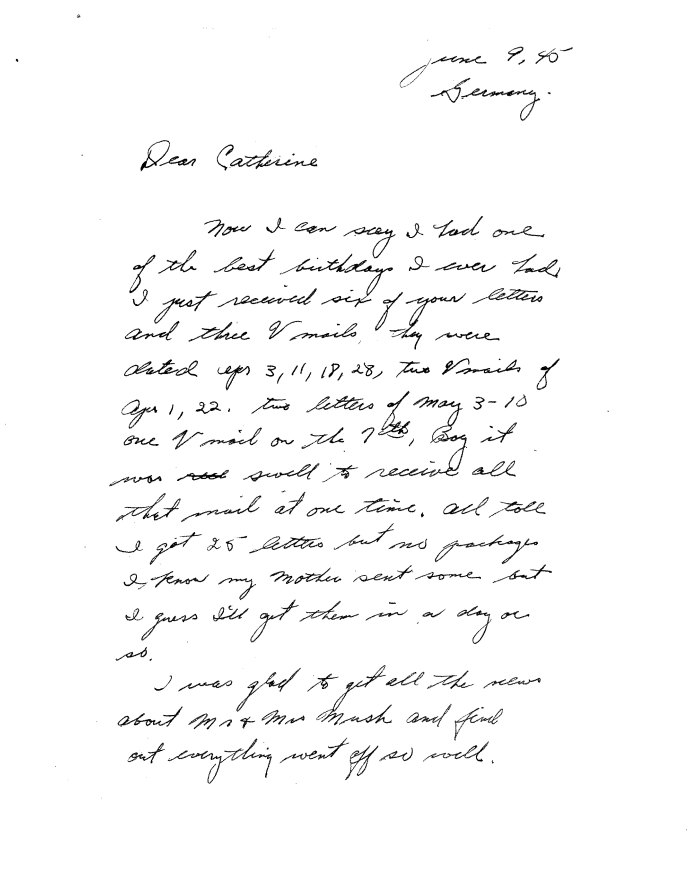 June 9, 45
Germany.
Dear Catherine
Now I can say I had one
of the best birthdays I ever had,
I just received six of your letters
and three V mails, they were
dated apr 3, 11, 18, 28, two V mails of
Apr 1, 22. two letters of May 3-10
one V mail on the 7th, Boy it
was swell to receive all
that mail at one time. all toll
I got 25 letters but no packages
I know my Mother sent some but
I guess I'll get them in a day or
so.
I was glad to get all the news
about Mr & Mrs Mush and find
out everything went off so well.